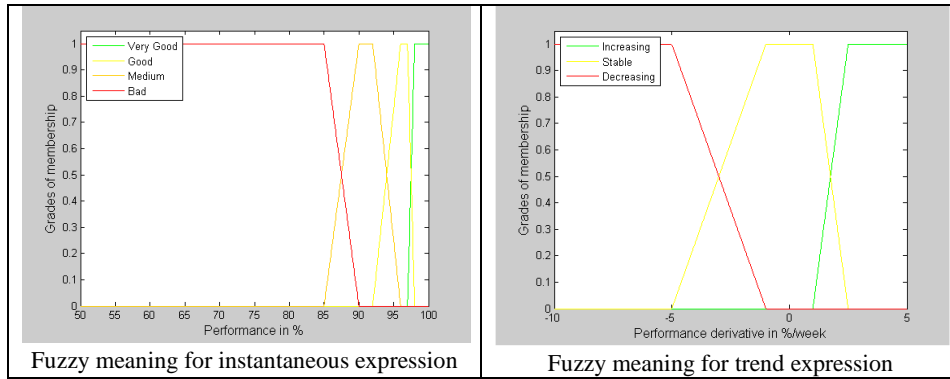 Very Good
Good
Medium
Bad
Grades of membership
1
0.9
0.8
0.7
0.6
0.5
0.4
0.3
0.2
0.1
0
50 55 60 65 70 75 80 85 90 95 100
Performance in %
Fuzzy meaning for instantaneous expression
Increasing
Stable
Decreasing
Grades of membership
1
0.9
0.8
0.7
0.6
0.5
0.4
0.3
0.2
0.1
0
-10 -5 0 5
Performance derivative in %/week
Fuzzy meaning for trend expression